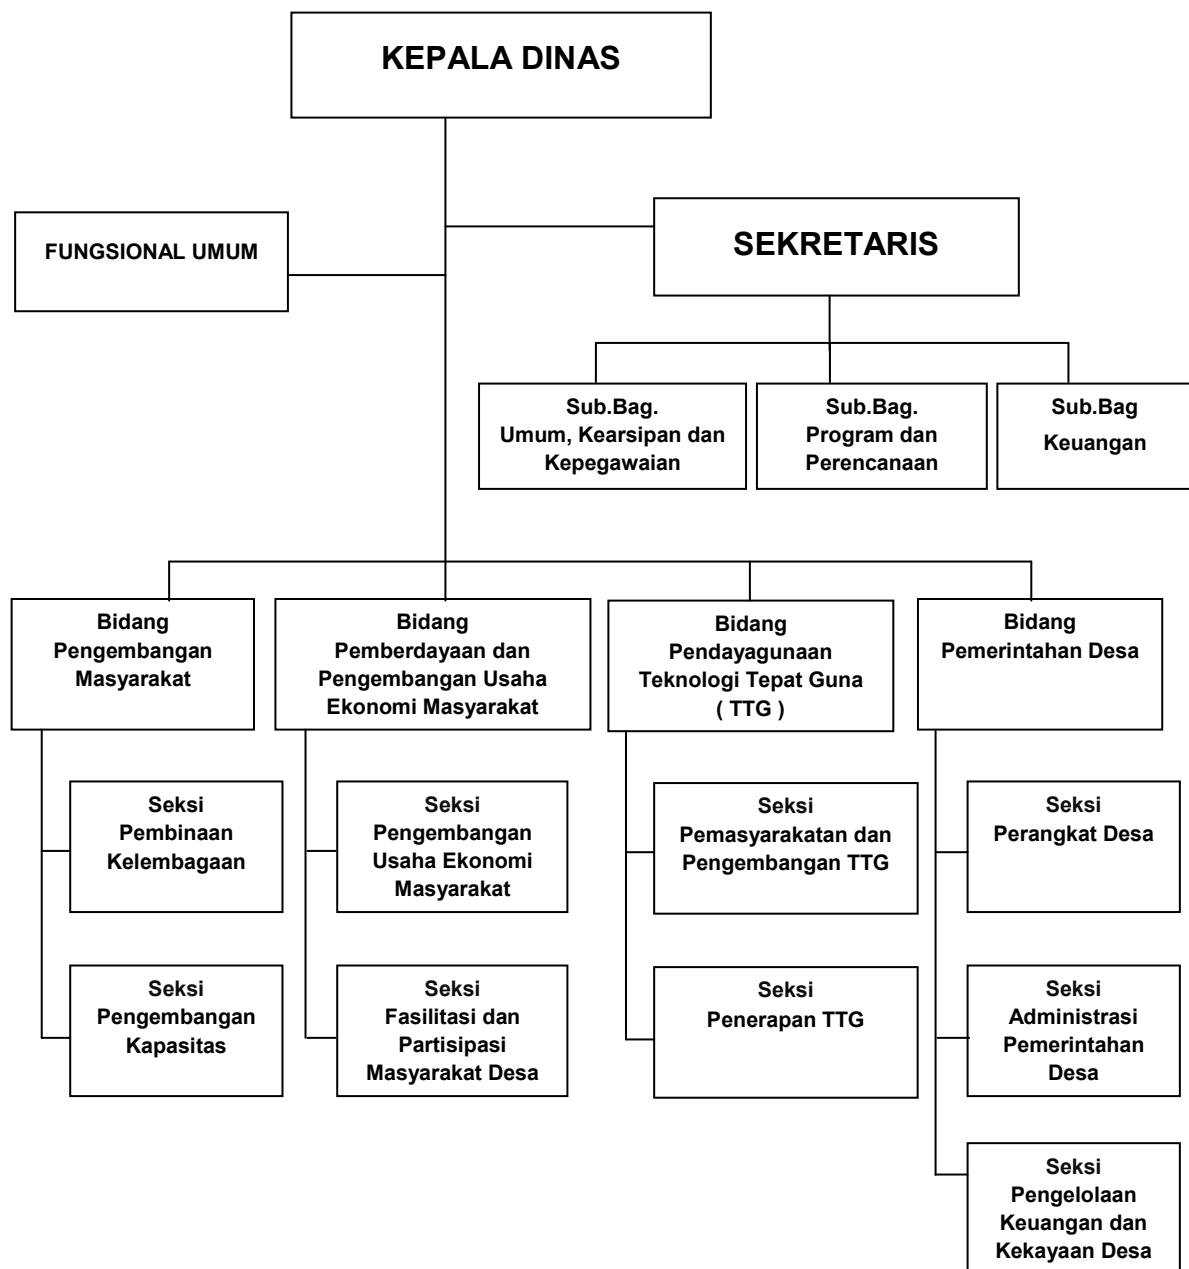 KEPALA DINAS
FUNGSIONAL UMUM
SEKRETARIS
Sub.Bag.
Umum, Kearsipan dan
Kepegawaian
Sub.Bag.
Program dan
Perencanaan
Sub.Bag
Keuangan
Bidang
Pengembangan
Masyarakat
Bidang
Pemberdayaan dan
Pengembangan Usaha
Ekonomi Masyarakat
Bidang
Pendayagunaan
Teknologi Tepat Guna
( TTG )
Bidang
Pemerintahan Desa
Seksi
Pembinaan
Kelembagaan
Seksi
Pengembangan
Usaha Ekonomi
Masyarakat
Seksi
Pemasyarakatan dan
Pengembangan TTG
Seksi
Perangkat Desa
Seksi
Pengembangan
Kapasitas
Seksi
Fasilitasi dan
Partisipasi
Masyarakat Desa
Seksi
Penerapan TTG
Seksi
Administrasi
Pemerintahan
Desa
Seksi
Pengelolaan
Keuangan dan
Kekayaan Desa